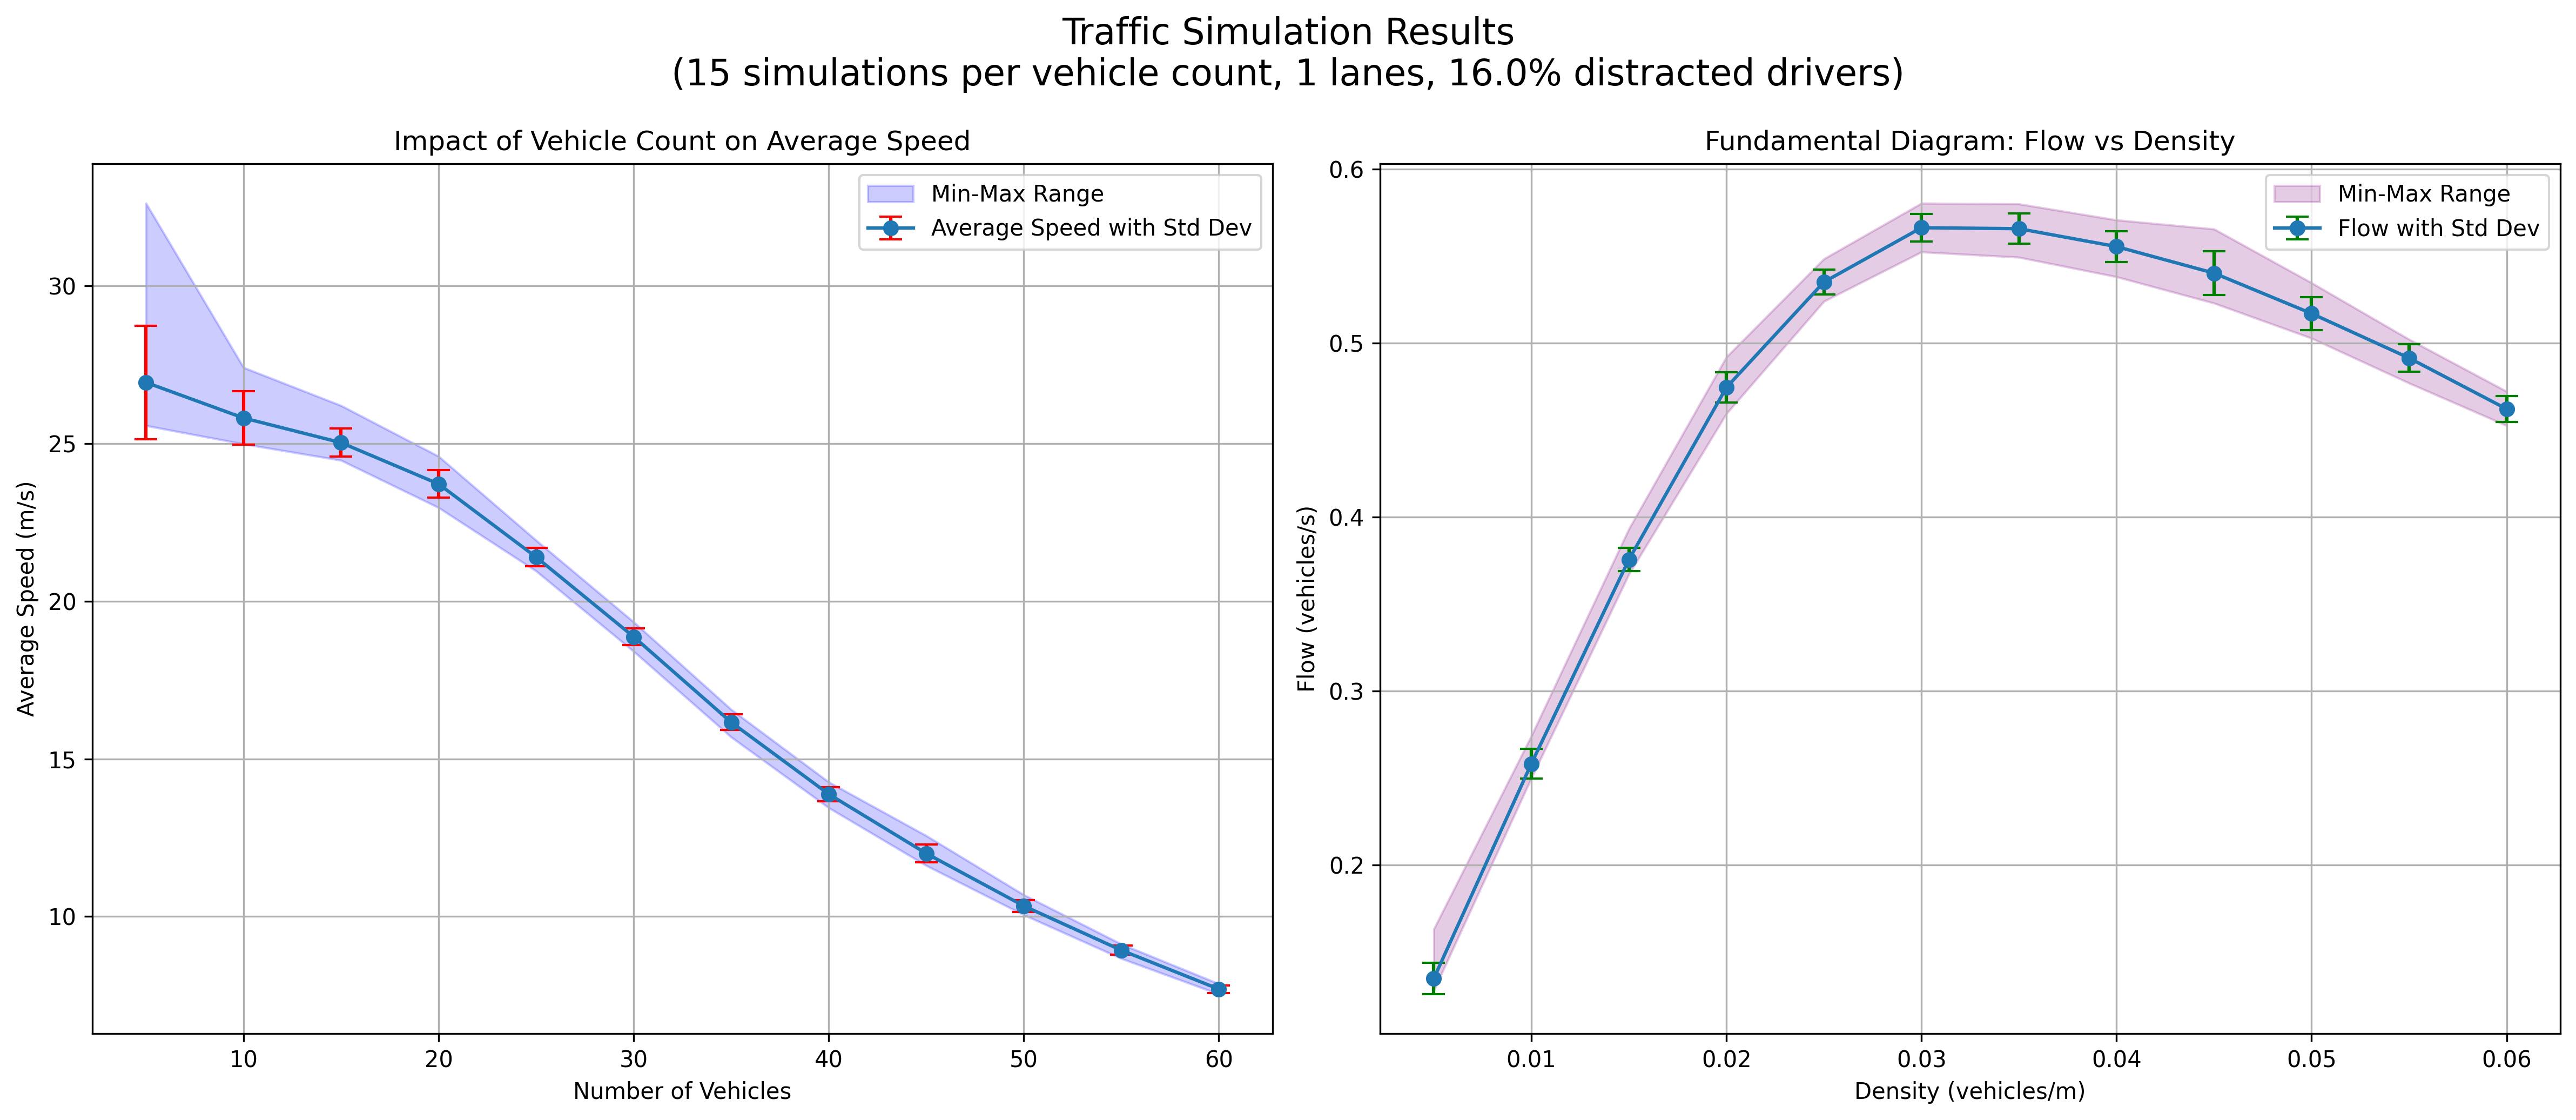 Traffic Simulation Results
(15 simulations per vehicle count, 1 lanes, 16.0% distracted drivers)
Impact of Vehicle Count on Average Speed
Min-Max Range
Average Speed with Std Dev
30
25
20
15
10
Average Speed (m/s)
10
20
30
40
50
60
Number of Vehicles
Fundamental Diagram: Flow vs Density
Min-Max Range
Flow with Std Dev
0.6
0.5
0.4
0.3
0.2
Flow (vehicles/s)
0.01
0.02
0.03
0.04
0.05
0.06
Density (vehicles/m)